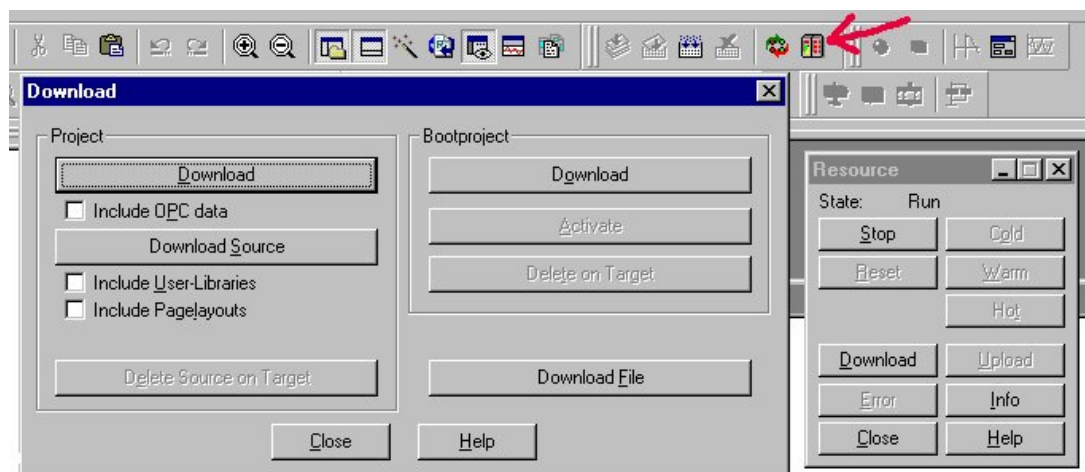 Download
Project
Download
Include OPC data
Download Source
Include User-Libraries
Include Pagelayouts
Delete Source on Target
Bootproject
Download
Activate
Delete on Target
Download File
Close
Help
Resource
State: Run
Stop
Cold
Reset
Warm
Hot
Download
Upload
Error
Info
Close
Help